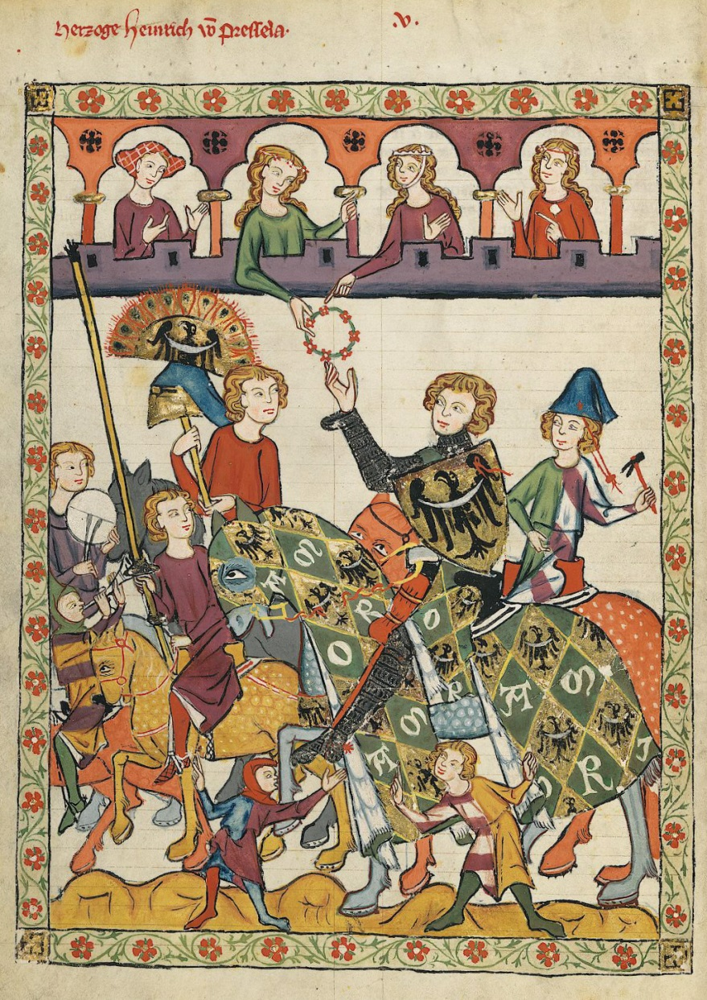 Herzoge Heinrich vō Pressela.
.v.
A M
O R
O
O
R
A M
M
A
R
O R